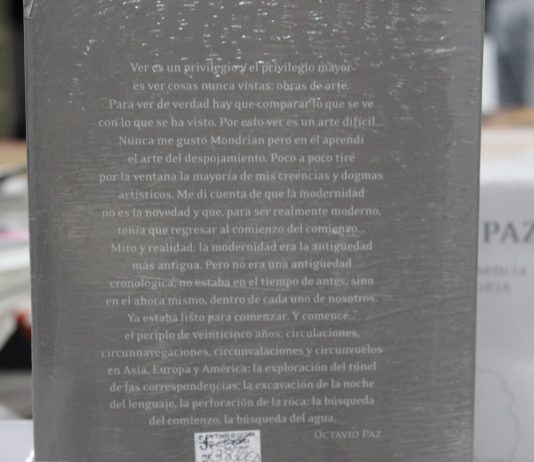 Ver es un privilegio y el privilegio mayor
es ver cosas nunca vistas: obras de arte.
Para ver de verdad hay que comparar lo que se ve
con lo que se ha visto. Por esto ver es un arte difícil...
Nunca me gustó Mondrian pero en él aprendí
el arte del despojamiento. Poco a poco tiré
por la ventana la mayoría de mis creencias y dogmas
artísticos. Me di cuenta de que la modernidad
no es la novedad y que, para ser realmente moderno,
tenía que regresar al comienzo del comienzo...
Mito y realidad: la modernidad era la antigüedad
más antigua. Pero no era una antigüedad
cronológica, no estaba en el tiempo de antes, sino
en el ahora mismo, dentro de cada uno de nosotros.
Ya estaba listo para comenzar. Y comencé...
el periplo de veinticinco años: circulaciones,
circunnavegaciones, circunvalaciones y circunvuelos
en Asia, Europa y América: la exploración del túnel
de las correspondencias, la excavación de la noche
del lenguaje, la perforación de la roca: la búsqueda
del comienzo, la búsqueda del agua.
OCTAVIO PAZ
PAZ